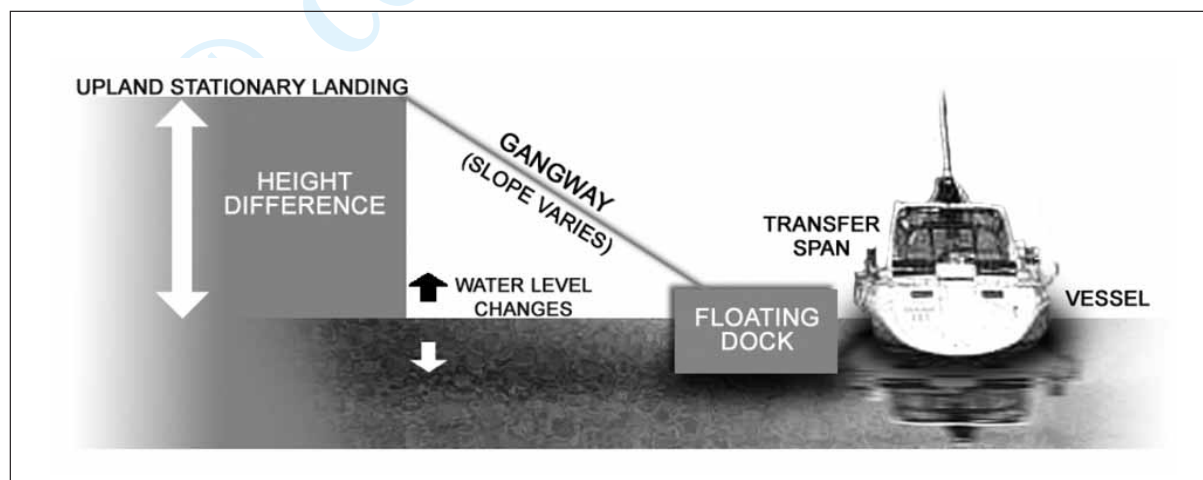 UPLAND STATIONARY LANDING
HEIGHT
DIFFERENCE
GANGWAY
(SLOPE VARIES)
WATER LEVEL
CHANGES
FLOATING
DOCK
TRANSFER
SPAN
VESSEL